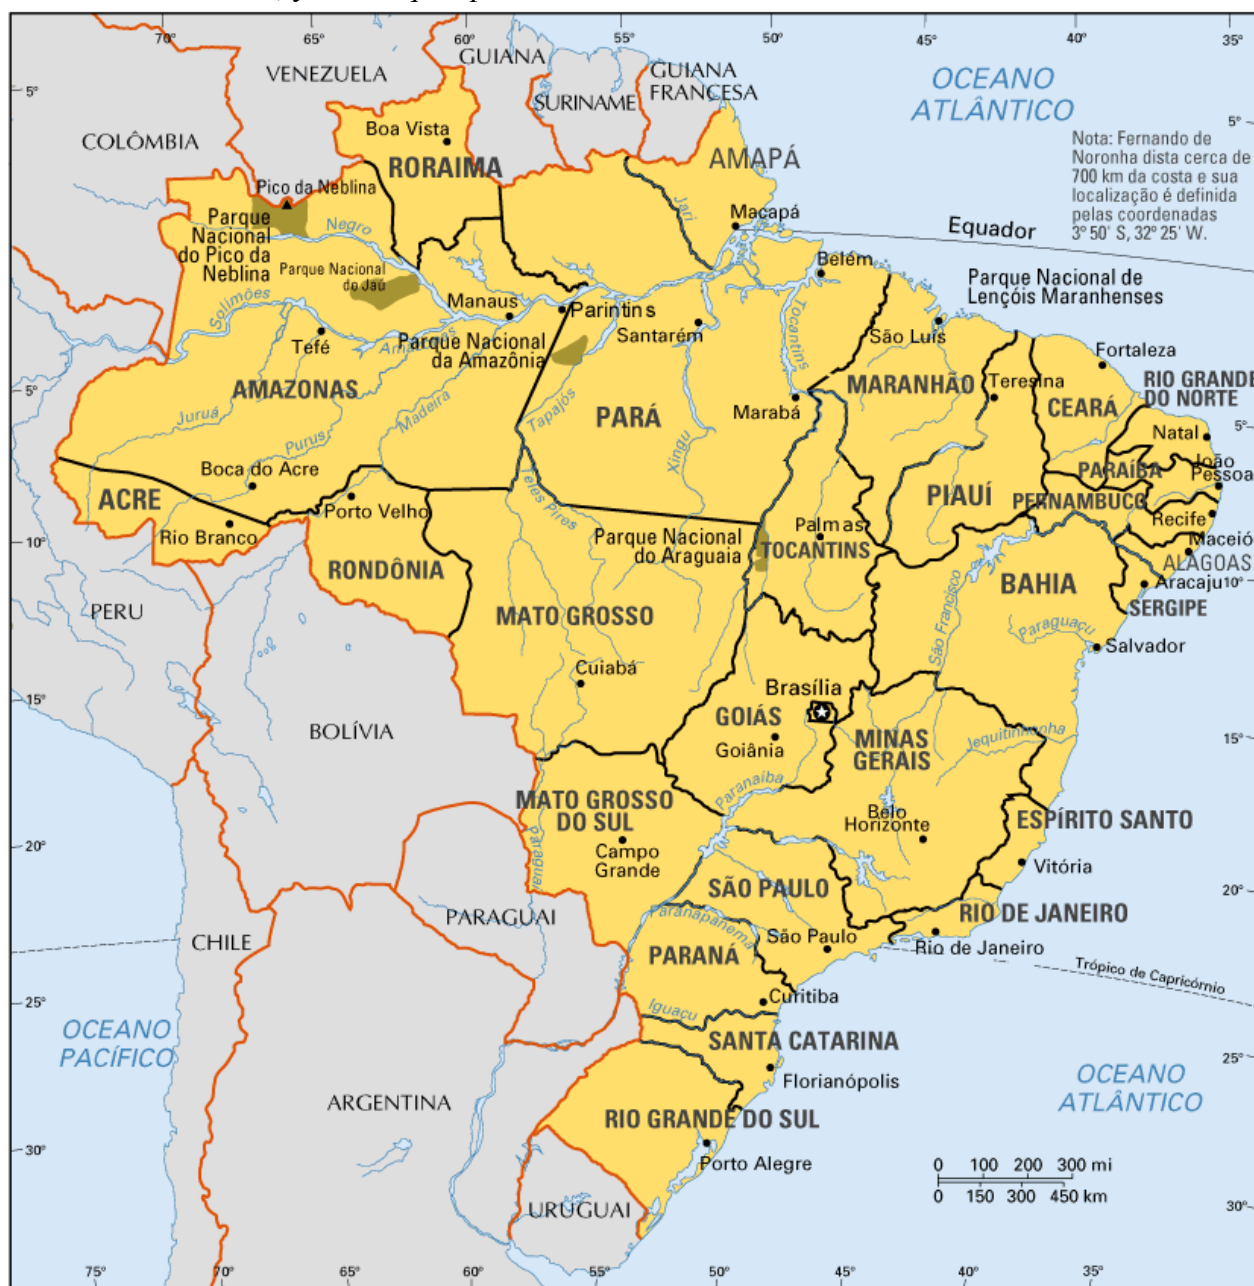 70°
65°
60°
55°
50°
45°
40°
35°
VENEZUELA
GUIANA
SURINAME
GUIANA
FRANCESA
OCEANO
ATLÂNTICO
5°
5°
COLÔMBIA
Boa Vista
RORAIMA
AMAPÁ
Nota: Fernando de
Noronha dista cerca de
700 km da costa e sua
localização é definida
pelas coordenadas
3° 50' S, 32° 25' W.
Pico da Neblina
Parque
Nacional
do Pico da
Neblina
Negro
Jari
Macapá
Equador
Parque Nacional
do Jaú
Belém
Parque Nacional de
Lençóis Maranhenses
Solimões
Manaus
Parintins
Santarém
Tocantins
São Luís
Tefé
Amazonas
Parque Nacional
da Amazônia
Fortaleza
AMAZONAS
MARANHÃO
Teresina
RIO GRANDE
DO NORTE
CEARÁ
5°
5°
Juruá
Purus
Madeira
Tapajós
PARÁ
Xingu
Marabá
Natal
João
Pessoa
PARAÍBA
Boca do Acre
ACRE
Porto Velho
Teles Pires
PIAUÍ
PERNAMBUCO
Rio Branco
Parque Nacional
do Araguaia
Palmas
TOCANTINS
Recife
Maceió
ALAGOAS
10°
RONDÔNIA
BAHIA
Aracaju
10°
SERGIPE
PERU
MATO GROSSO
São Francisco
Paraguaçu
Salvador
Cuiabá
15°
BOLÍVIA
Brasília
GOIÁS
Goiânia
MINAS
GERAIS
Jequitinhonha
15°
Paranaíba
MATO GROSSO
DO SUL
Belo
Horizonte
ESPÍRITO SANTO
20°
Campo
Grande
Paraguai
Vitória
20°
SÃO PAULO
PARAGUAI
Paranapanema
RIO DE JANEIRO
CHILE
São Paulo
Rio de Janeiro
PARANÁ
Trópico de Capricórnio
25°
Curitiba
Iguaçu
OCEANO
PACÍFICO
SANTA CATARINA
25°
Florianópolis
OCEANO
ATLÂNTICO
ARGENTINA
RIO GRANDE DO SUL
30°
Porto Alegre
0 100 200 300 mi
0 150 300 450 km
URUGUAI
30°
75°
70°
65°
60°
55°
50°
45°
40°
35°